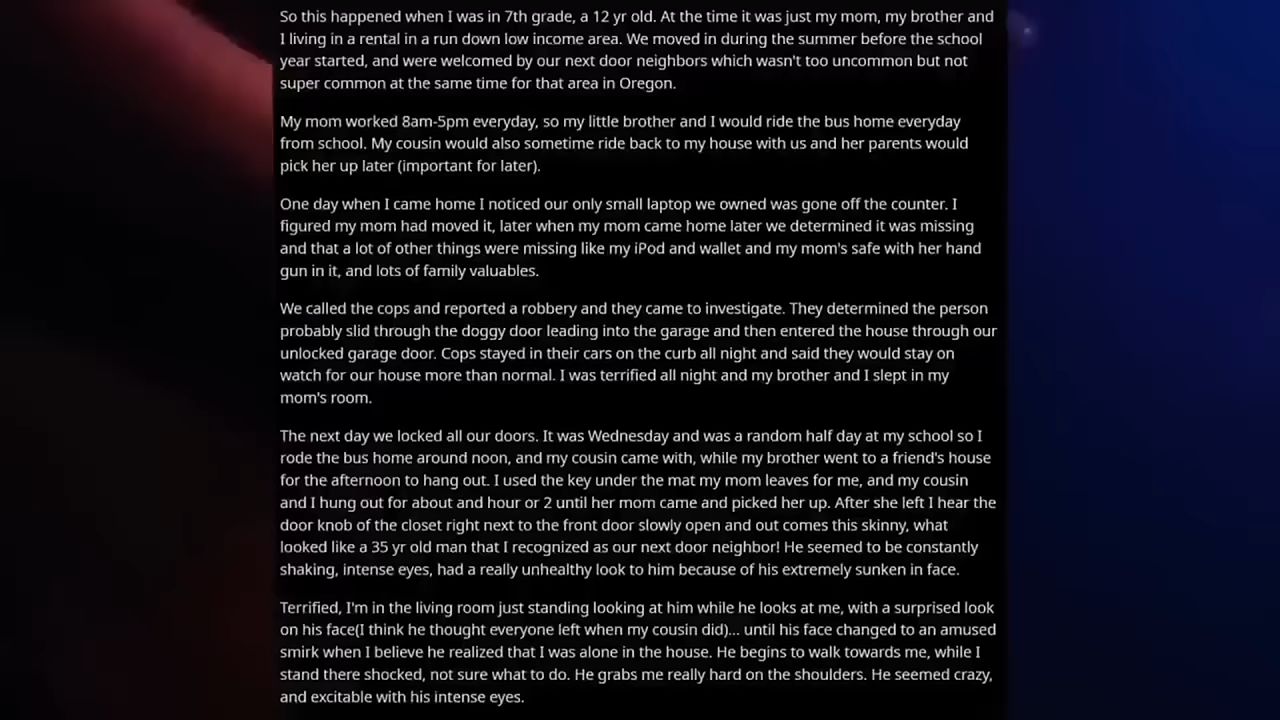 So this happened when I was in 7th grade, a 12 yr old. At the time it was just my mom, my brother and
I living in a rental in a run down low income area. We moved in during the summer before the school
year started, and were welcomed by our next door neighbors which wasn't too uncommon but not
super common at the same time for that area in Oregon.
My mom worked 8am-5pm everyday, so my little brother and I would ride the bus home everyday
from school. My cousin would also sometime ride back to my house with us and her parents would
pick her up later (important for later).
One day when I came home I noticed our only small laptop we owned was gone off the counter. I
figured my mom had moved it, later when my mom came home later we determined it was missing
and that a lot of other things were missing like my iPod and wallet and my mom's safe with her hand
gun in it, and lots of family valuables.
We called the cops and reported a robbery and they came to investigate. They determined the person
probably slid through the doggy door leading into the garage and then entered the house through our
unlocked garage door. Cops stayed in their cars on the curb all night and said they would stay on
watch for our house more than normal. I was terrified all night and my brother and I slept in my
mom's room.
The next day we locked all our doors. It was Wednesday and was a random half day at my school so I
rode the bus home around noon, and my cousin came with, while my brother went to a friend's house
for the afternoon to hang out. I used the key under the mat my mom leaves for me, and my cousin
and I hung out for about and hour or 2 until her mom came and picked her up. After she left I hear the
door knob of the closet right next to the front door slowly open and out comes this skinny, what
looked like a 35 yr old man that I recognized as our next door neighbor! He seemed to be constantly
shaking, intense eyes, had a really unhealthy look to him because of his extremely sunken in face.
Terrified, I'm in the living room just standing looking at him while he looks at me, with a surprised look
on his face(I think he thought everyone left when my cousin did)... until his face changed to an amused
smirk when I believe he realized that I was alone in the house. He begins to walk towards me, while I
stand there shocked, not sure what to do. He grabs me really hard on the shoulders. He seemed crazy,
and excitable with his intense eyes.